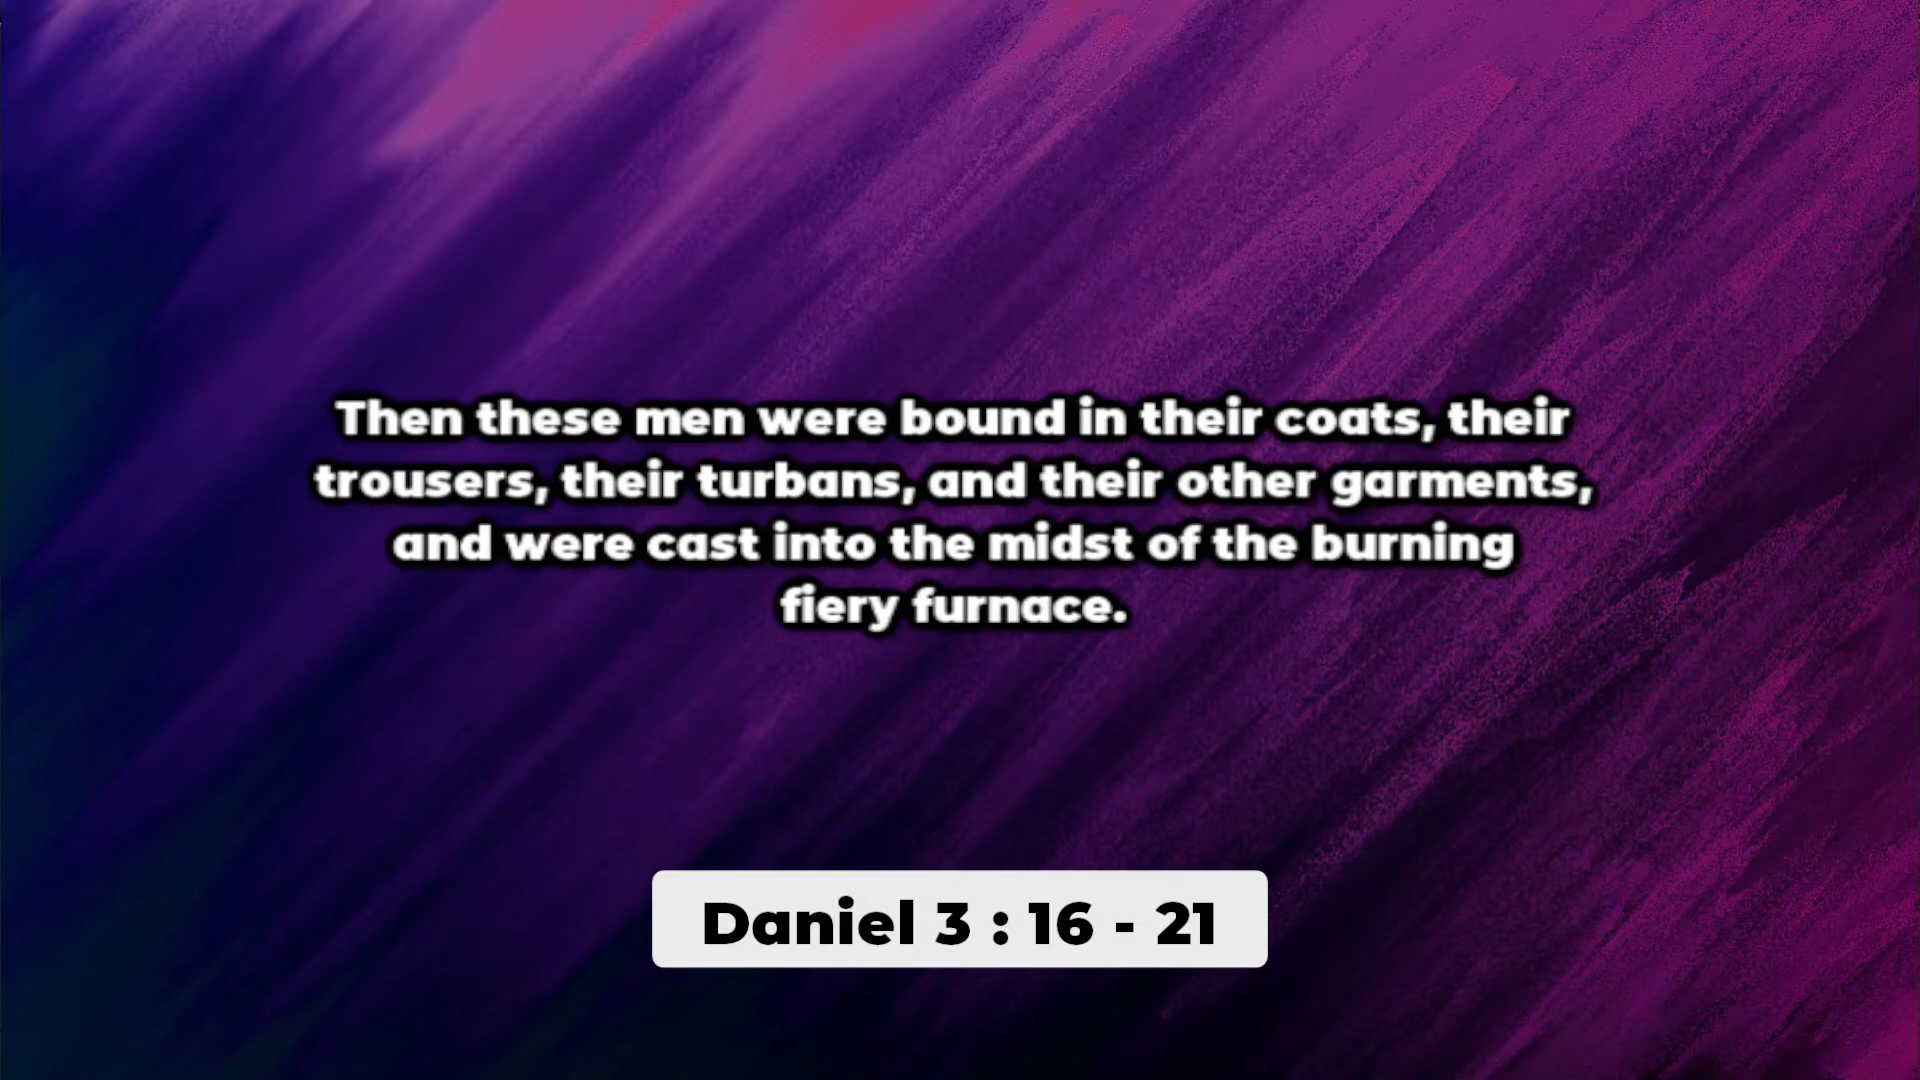 Then these men were bound in their coats, their
trousers, their turbans, and their other garments,
and were cast into the midst of the burning
fiery furnace.
Daniel 3 : 16 - 21